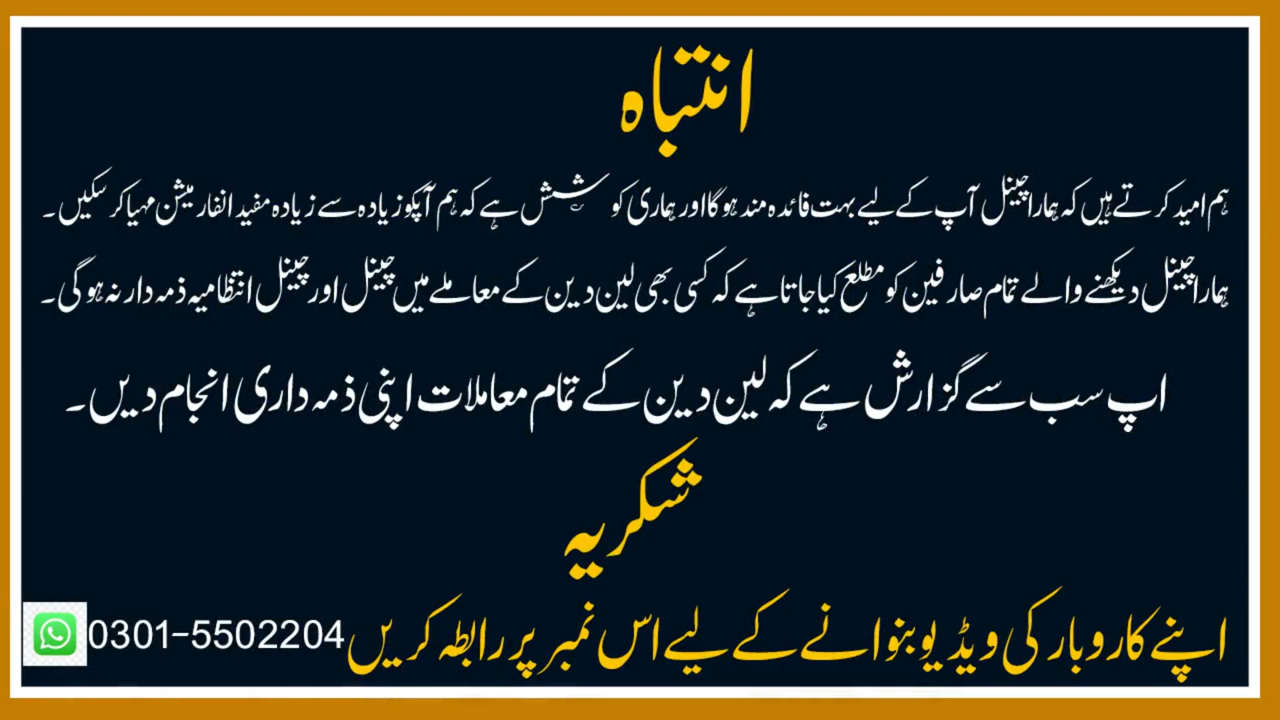 انتباہ
ہم امید کرتے ہیں کہ ہمارا چینل آپ کے لیے بہت فائدہ مند ہوگا اور ہماری کوشش ہے کہ ہم آپکو زیادہ سے زیادہ مفید انفارمیشن مہیا کر سکیں۔
ہمارا چینل دیکھنے والے تمام صارفین کو مطلع کیا جاتا ہے کہ کسی بھی لین دین کے معاملے میں چینل اور چینل انتظامیہ ذمہ دار نہ ہوگی۔
اپ سب سے گزارش ہے کہ لین دین کے تمام معاملات اپنی ذمہ داری انجام دیں۔
شکریہ
اپنے کاروبار کی ویڈیو بنوانے کے لیے اس نمبر پر رابطہ کریں 0301-5502204